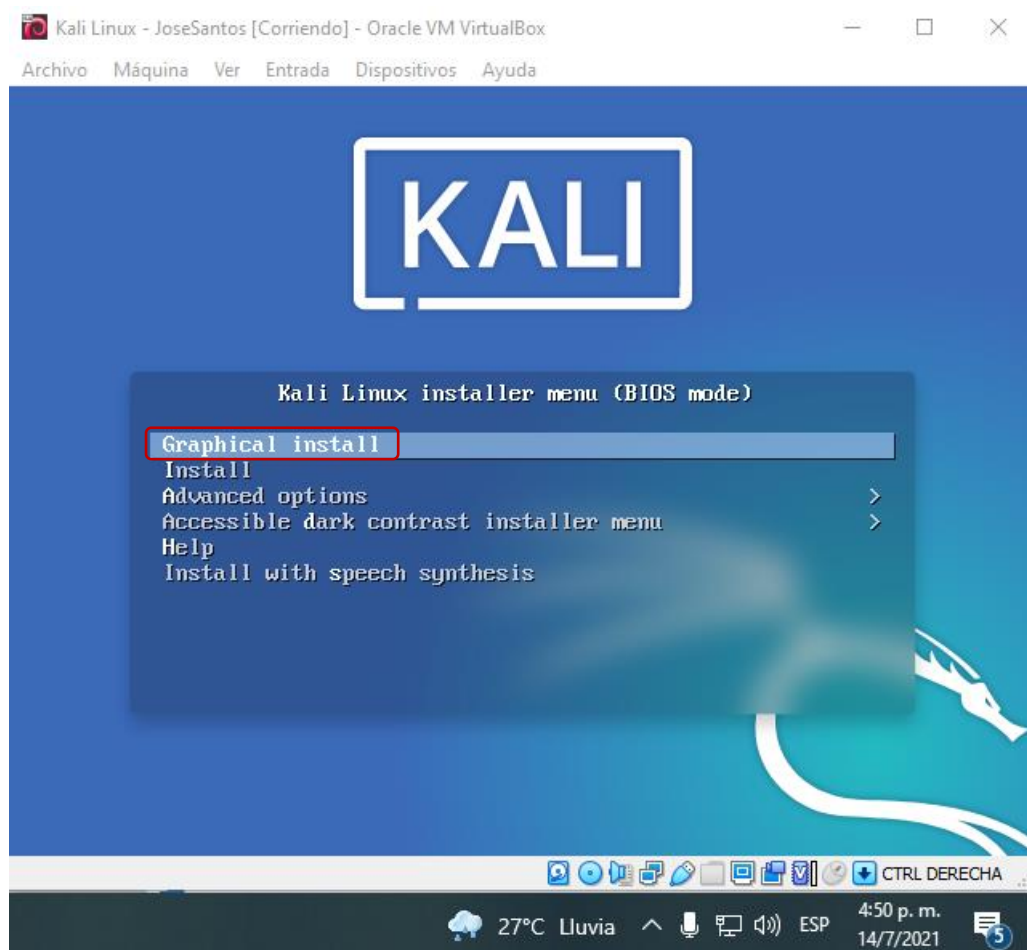 Kali Linux - JoseSantos [Corriendo] - Oracle VM VirtualBox
Archivo Máquina Ver Entrada Dispositivos Ayuda
KALI
Kali Linux installer menu (BIOS mode)
Graphical install
Install
Advanced options >
Accessible dark contrast installer menu >
Help
Install with speech synthesis
CTRL DERECHA
27°C Lluvia ESP 4:50 p. m.
14/7/2021 5